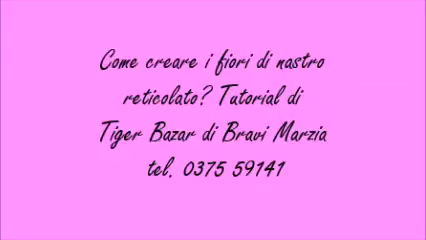 Come creare i fiori di nastro
reticolato? Tutorial di
Tiger Bazar di Bravi Marzia
tel. 0375 59141